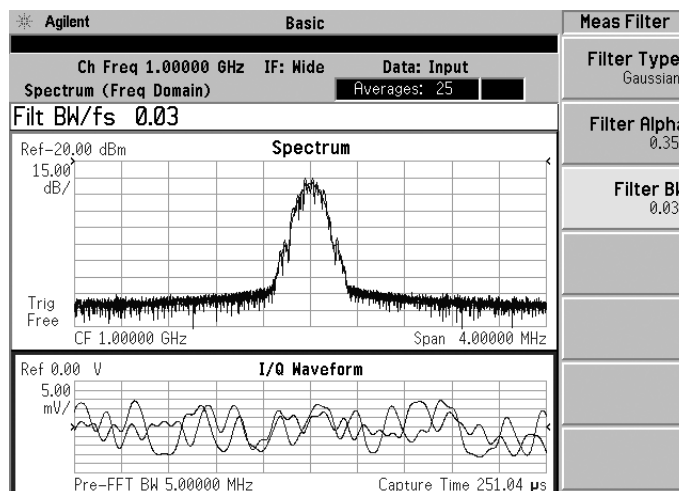 Agilent
Basic
Meas Filter
Ch Freq 1.00000 GHz IF: Wide Data: Input
Spectrum (Freq Domain) Averages: 25
Filt BW/fs 0.03
Ref-20.00 dBm Spectrum
15.00
dB/
Trig
Free
CF 1.00000 GHz Span 4.00000 MHz
Ref 0.00 V I/Q Waveform
5.00
mV/
Pre-FFT BW 5.00000 MHz Capture Time 251.04 µs
Filter Type
Gaussian
Filter Alpha
0.35
Filter BW
0.03